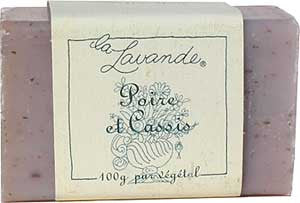 la Lavande®
Poire
et Cassis
100g pur végétal